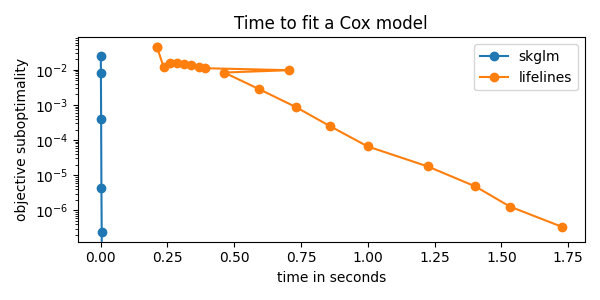 Time to fit a Cox model
objective suboptimality
10⁻²
10⁻³
10⁻⁴
10⁻⁵
10⁻⁶
skglm
lifelines
0.00 0.25 0.50 0.75 1.00 1.25 1.50 1.75
time in seconds